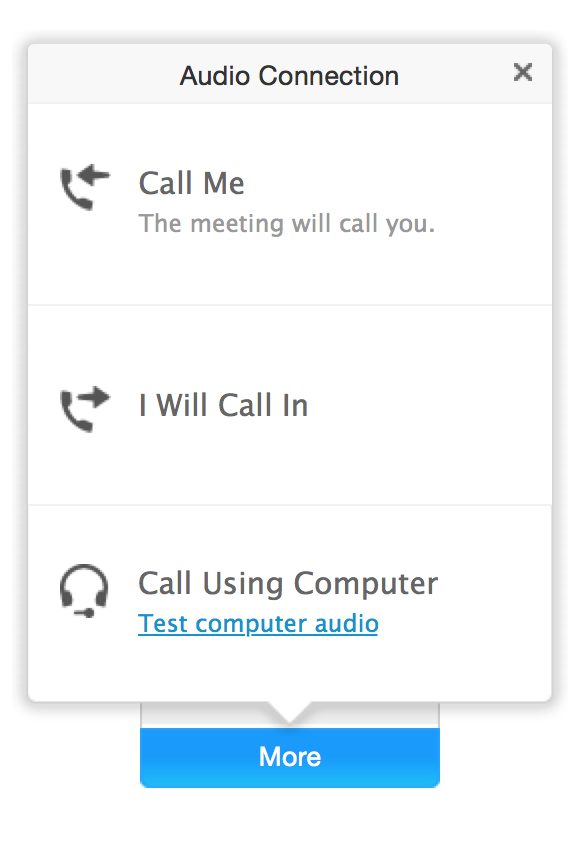 Audio Connection
Call Me
The meeting will call you.
I Will Call In
Call Using Computer
Test computer audio
More